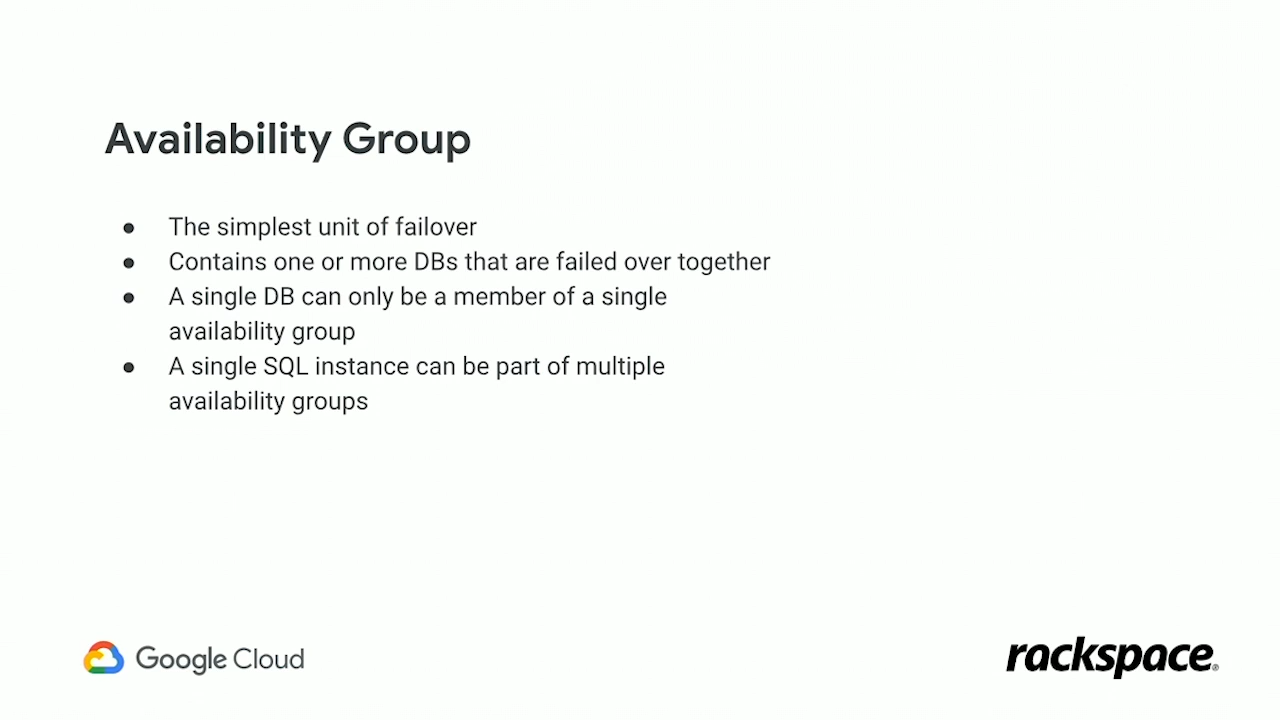 Availability Group
● The simplest unit of failover
● Contains one or more DBs that are failed over together
● A single DB can only be a member of a single
availability group
● A single SQL instance can be part of multiple
availability groups
Google Cloud
rackspace®